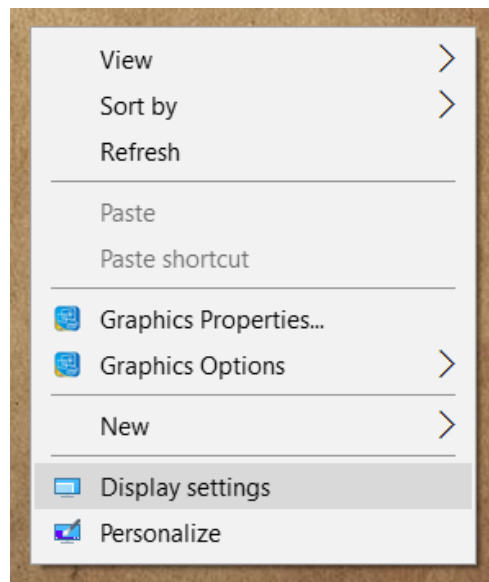 View
Sort by
Refresh
Paste
Paste shortcut
Graphics Properties...
Graphics Options
New
Display settings
Personalize